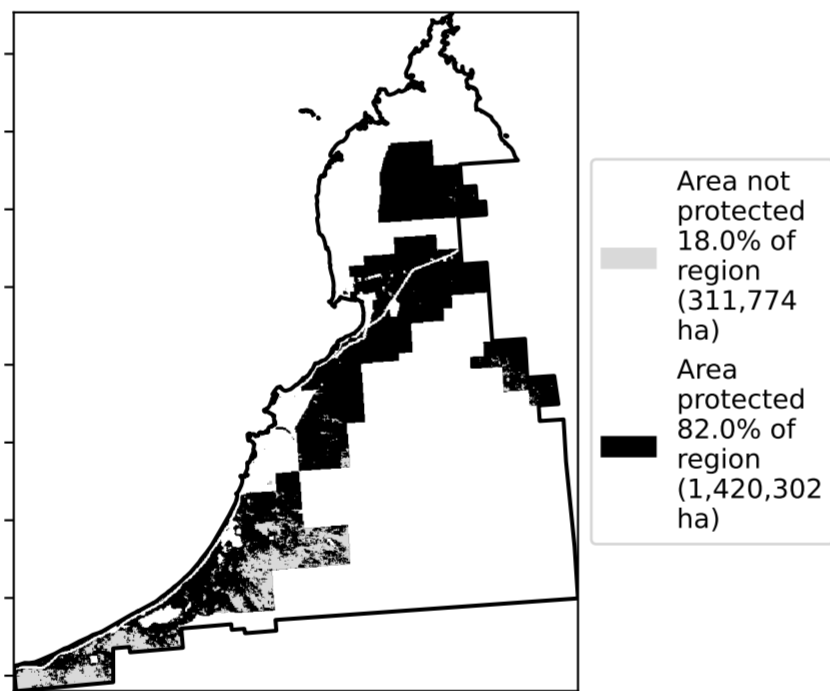 Area not
protected
18.0% of
region
(311,774
ha)
Area
protected
82.0% of
region
(1,420,302
ha)